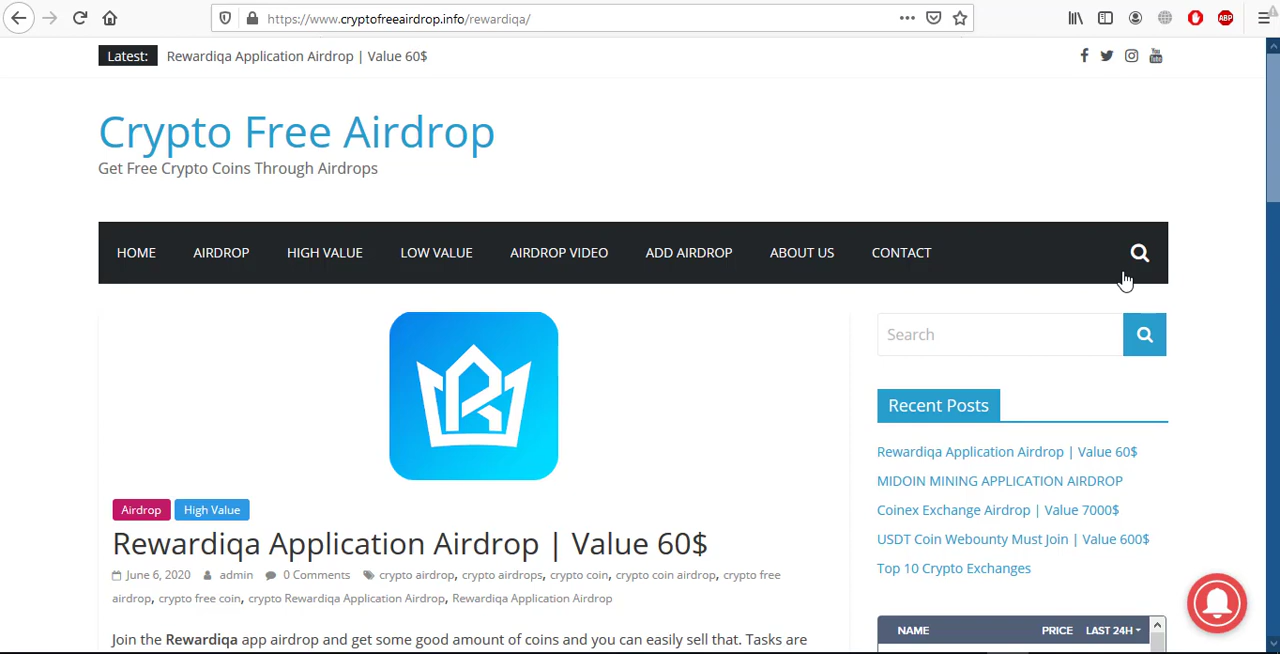 https://www.cryptofreeairdrop.info/rewardiqa/
ABP
Latest: Rewardiqa Application Airdrop | Value 60$
You Tube
Crypto Free Airdrop
Get Free Crypto Coins Through Airdrops
HOME AIRDROP HIGH VALUE LOW VALUE AIRDROP VIDEO ADD AIRDROP ABOUT US CONTACT
Search
Recent Posts
Rewardiqa Application Airdrop | Value 60$
MIDOIN MINING APPLICATION AIRDROP
Coinex Exchange Airdrop | Value 7000$
USDT Coin Webounty Must Join | Value 600$
Top 10 Crypto Exchanges
NAME PRICE LAST 24H
Airdrop High Value
Rewardiqa Application Airdrop | Value 60$
June 6, 2020 admin 0 Comments crypto airdrop, crypto airdrops, crypto coin, crypto coin airdrop, crypto free
airdrop, crypto free coin, crypto Rewardiqa Application Airdrop, Rewardiqa Application Airdrop
Join the Rewardiqa app airdrop and get some good amount of coins and you can easily sell that. Tasks are